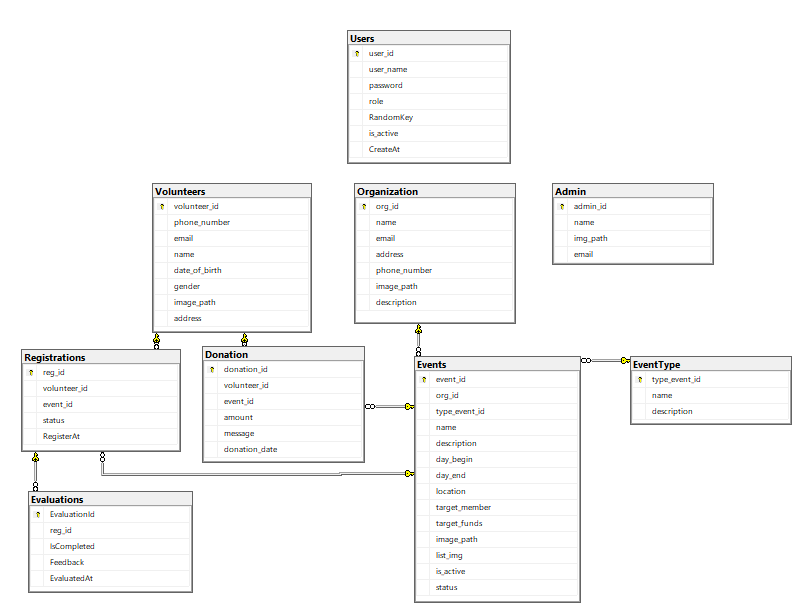 Users
user_id
user_name
password
role
RandomKey
is_active
CreateAt
Volunteers
volunteer_id
phone_number
email
name
date_of_birth
gender
image_path
address
Organization
org_id
name
email
address
phone_number
image_path
description
Admin
admin_id
name
img_path
email
Registrations
reg_id
volunteer_id
event_id
status
RegisterAt
Donation
donation_id
volunteer_id
event_id
amount
message
donation_date
Events
event_id
org_id
type_event_id
name
description
day_begin
day_end
location
target_member
target_funds
image_path
list_img
is_active
status
EventType
type_event_id
name
description
Evaluations
EvaluationId
reg_id
IsCompleted
Feedback
EvaluatedAt